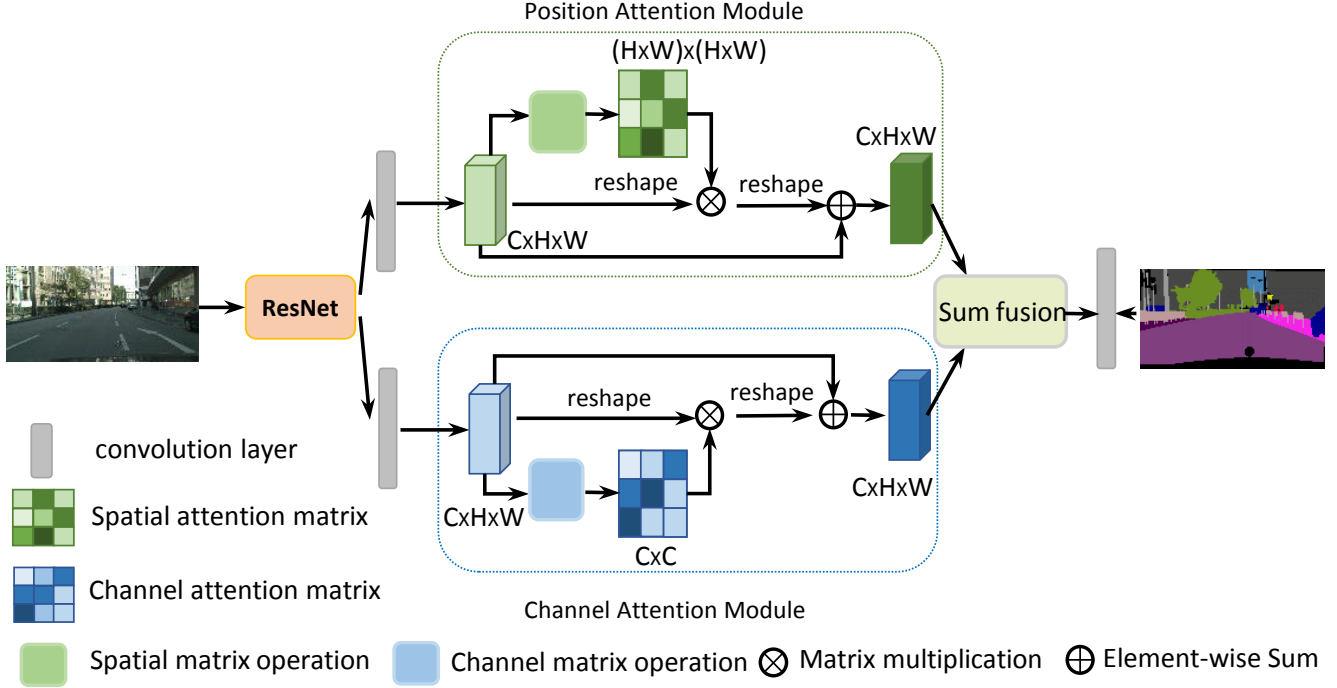 Position Attention Module
(HxW)x(HxW)
CxHxW
reshape
reshape
CxHxW
ResNet
Sum fusion
reshape
reshape
CxHxW
CxHxW
CxC
Channel Attention Module
convolution layer
Spatial attention matrix
Channel attention matrix
Spatial matrix operation
Channel matrix operation
Matrix multiplication
Element-wise Sum